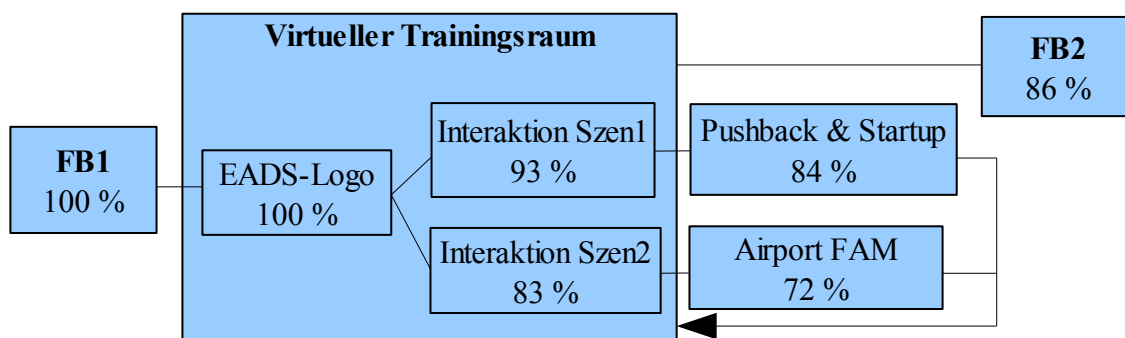 Virtueller Trainingsraum
FB2
86 %
Interaktion Szen1
93 %
Pushback & Startup
84 %
FB1
100 %
EADS-Logo
100 %
Interaktion Szen2
83 %
Airport FAM
72 %